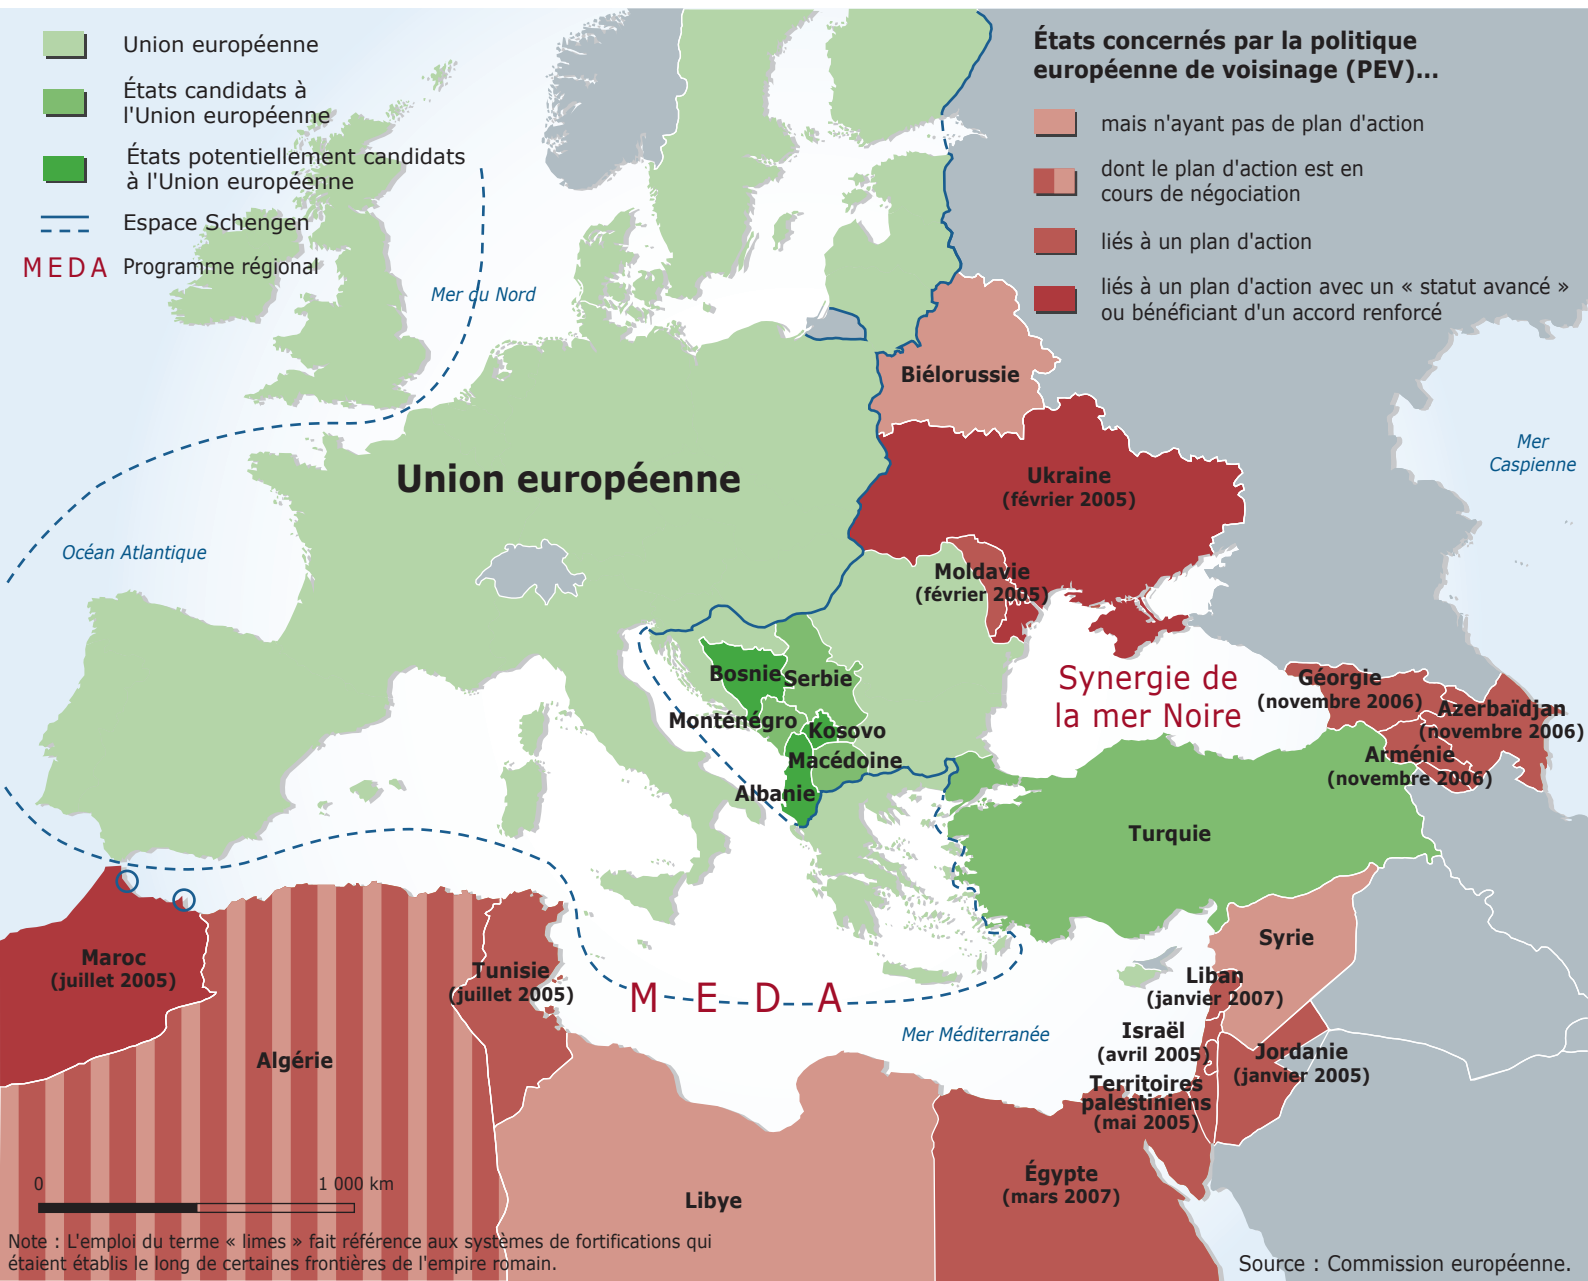 Union européenne
États candidats à
l'Union européenne
États potentiellement candidats
à l'Union européenne
Espace Schengen
MEDA Programme régional
États concernés par la politique
européenne de voisinage (PEV)...
mais n'ayant pas de plan d'action
dont le plan d'action est en
cours de négociation
liés à un plan d'action
liés à un plan d'action avec un « statut avancé »
ou bénéficiant d'un accord renforcé
Mer du Nord
Biélorussie
Mer
Caspienne
Union européenne
Ukraine
(février 2005)
Océan Atlantique
Moldavie
(février 2005)
Bosnie
Serbie
Monténégro
Kosovo
Macédoine
Albanie
Synergie de
la mer Noire
Géorgie
(novembre 2006)
Azerbaïdjan
(novembre 2006)
Arménie
(novembre 2006)
Turquie
Maroc
(juillet 2005)
Tunisie
(juillet 2005)
MEDA
Syrie
Liban
(janvier 2007)
Mer Méditerranée
Israël
(avril 2005)
Jordanie
(janvier 2005)
Algérie
Territoires
palestiniens
(mai 2005)
Égypte
(mars 2007)
Libye
0 1 000 km
Note : L'emploi du terme « limes » fait référence aux systèmes de fortifications qui
étaient établis le long de certaines frontières de l'empire romain.
Source : Commission européenne.